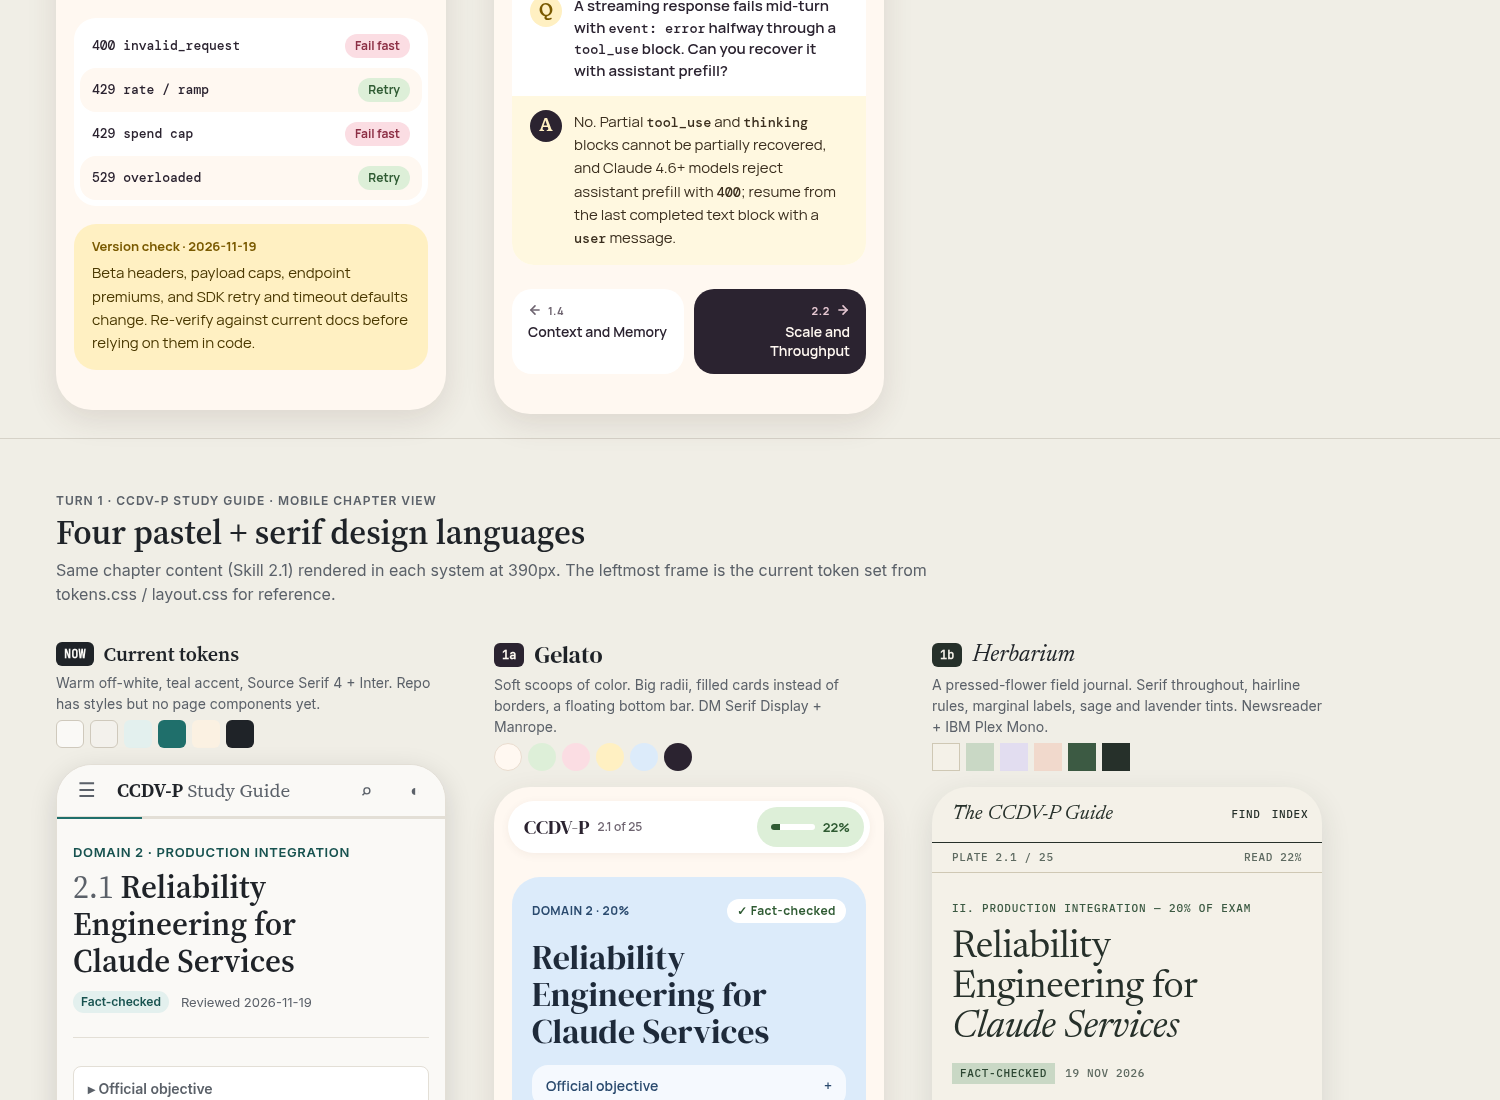 400 invalid_request
Fail fast
429 rate / ramp
Retry
429 spend cap
Fail fast
529 overloaded
Retry
Version check · 2026-11-19
Beta headers, payload caps, endpoint
premiums, and SDK retry and timeout defaults
change. Re-verify against current docs before
relying on them in code.
Q
A streaming response fails mid-turn
with event: error halfway through a
tool_use block. Can you recover it
with assistant prefill?
A
No. Partial tool_use and thinking
blocks cannot be partially recovered,
and Claude 4.6+ models reject
assistant prefill with 400; resume from
the last completed text block with a
user message.
← 1.4
Context and Memory
2.2 →
Scale and
Throughput
TURN 1 · CCDV-P STUDY GUIDE · MOBILE CHAPTER VIEW
Four pastel + serif design languages
Same chapter content (Skill 2.1) rendered in each system at 390px. The leftmost frame is the current token set from
tokens.css / layout.css for reference.
NOW Current tokens
Warm off-white, teal accent, Source Serif 4 + Inter. Repo
has styles but no page components yet.
☰ CCDV-P Study Guide
DOMAIN 2 · PRODUCTION INTEGRATION
2.1 Reliability
Engineering for
Claude Services
Fact-checked Reviewed 2026-11-19
▸ Official objective
1a Gelato
Soft scoops of color. Big radii, filled cards instead of
borders, a floating bottom bar. DM Serif Display +
Manrope.
CCDV-P 2.1 of 25
22%
DOMAIN 2 · 20%
✓ Fact-checked
Reliability
Engineering for
Claude Services
Official objective +
1b Herbarium
A pressed-flower field journal. Serif throughout, hairline
rules, marginal labels, sage and lavender tints. Newsreader
+ IBM Plex Mono.
The CCDV-P Guide
FIND INDEX
PLATE 2.1 / 25
READ 22%
II. PRODUCTION INTEGRATION — 20% OF EXAM
Reliability
Engineering for
Claude Services
FACT-CHECKED 19 NOV 2026